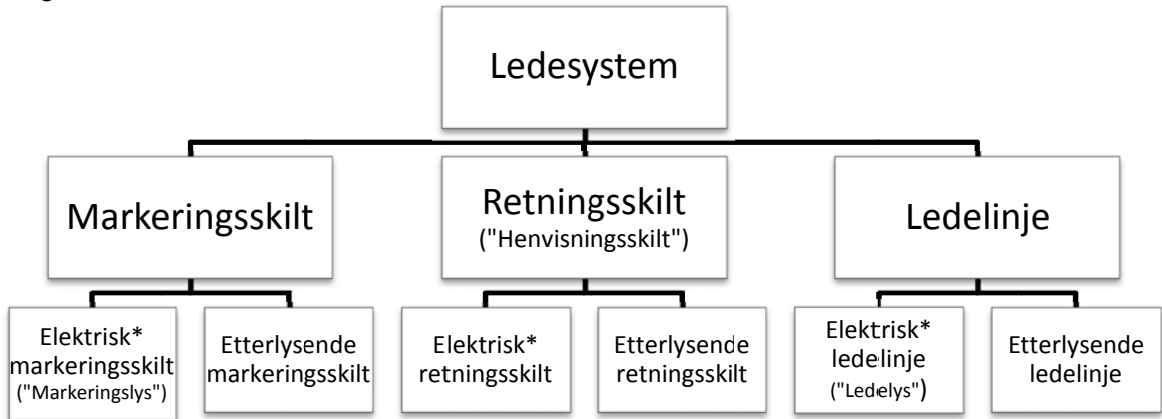 Ledesystem
Markeringsskilt
Retningsskilt
("Henvisningsskilt")
Ledelinje
Elektrisk*
markeringsskilt
("Markeringslys")
Etterlysende
markeringsskilt
Elektrisk*
retningsskilt
Etterlysende
retningsskilt
Elektrisk*
ledelinje
("Ledelys")
Etterlysende
ledelinje